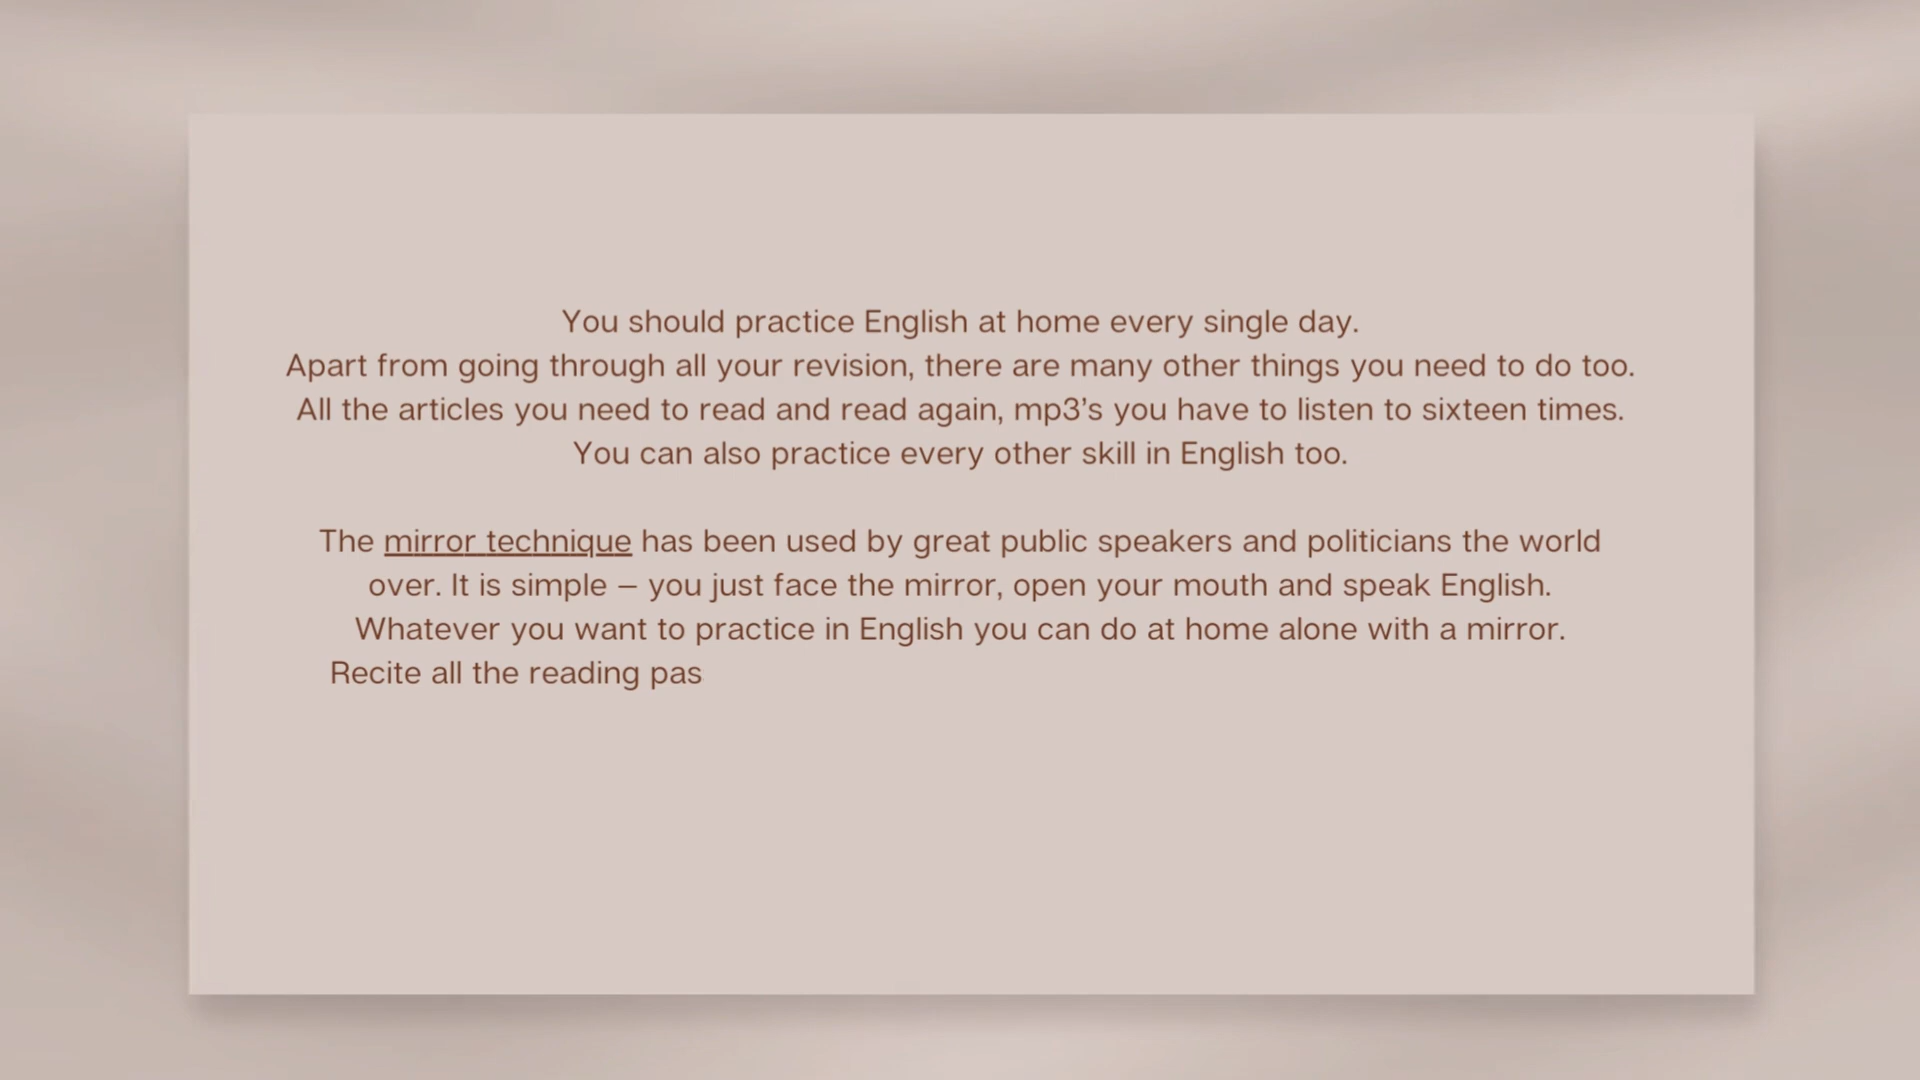 You should practice English at home every single day.
Apart from going through all your revision, there are many other things you need to do too.
All the articles you need to read and read again, mp3’s you have to listen to sixteen times.
You can also practice every other skill in English too.
The mirror technique has been used by great public speakers and politicians the world
over. It is simple – you just face the mirror, open your mouth and speak English.
Whatever you want to practice in English you can do at home alone with a mirror.
Recite all the reading pas